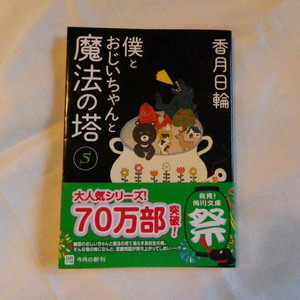 香月日輪
僕と
おじいちゃんと
魔法の塔
5
大人気シリーズ!
70万部突破!
発見!
角川文庫
祭
今月の新刊